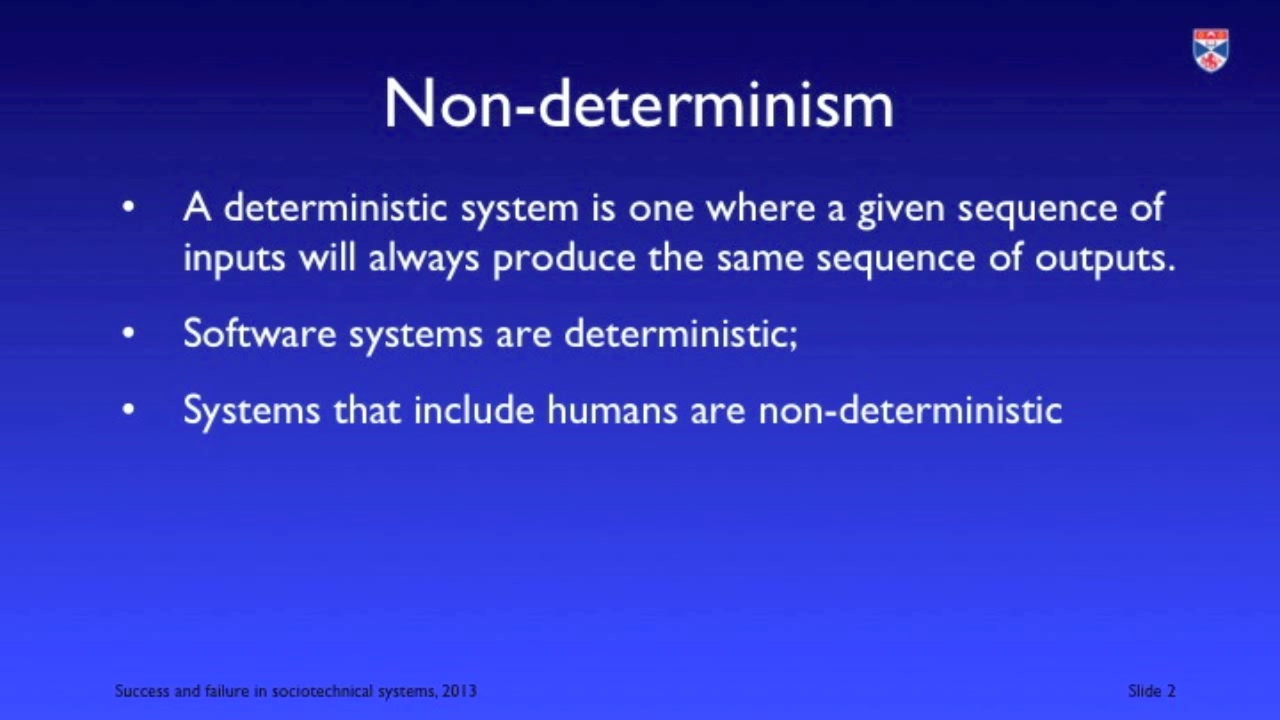 Non-determinism
• A deterministic system is one where a given sequence of
inputs will always produce the same sequence of outputs.
• Software systems are deterministic;
• Systems that include humans are non-deterministic
Success and failure in sociotechnical systems, 2013
Slide 2